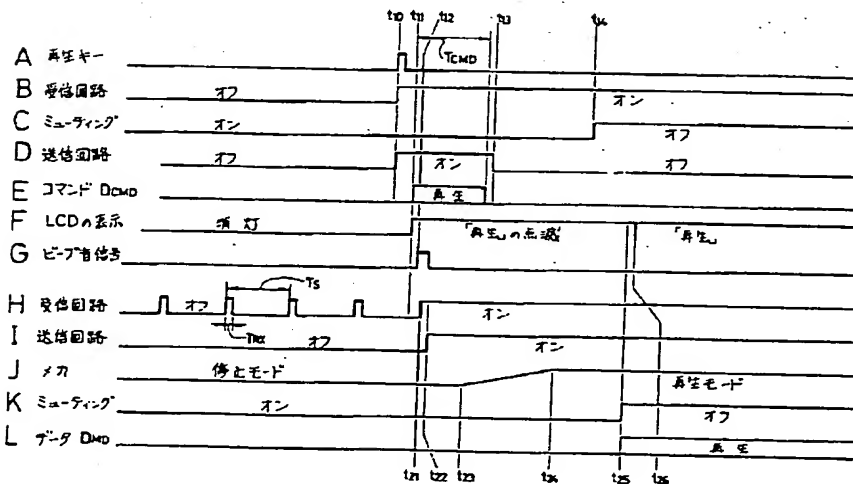 t10 t11 t12 t13 t14
TCMD
A 再生キー
B 受信回路 オフ オン
C ミューティング オン オフ
D 送信回路 オフ オン オフ
E コマンド DCMD 再生
F LCDの表示 消灯 「再生」の点滅 「再生」
G ビープ音信号
TS
H 受信回路 オフ オン
TRX
I 送信回路 オフ オン
J メカ 停止モード 再生モード
K ミューティング オン オフ
L データ DMD 再生
t21 t22 t23 t24 t25 t26